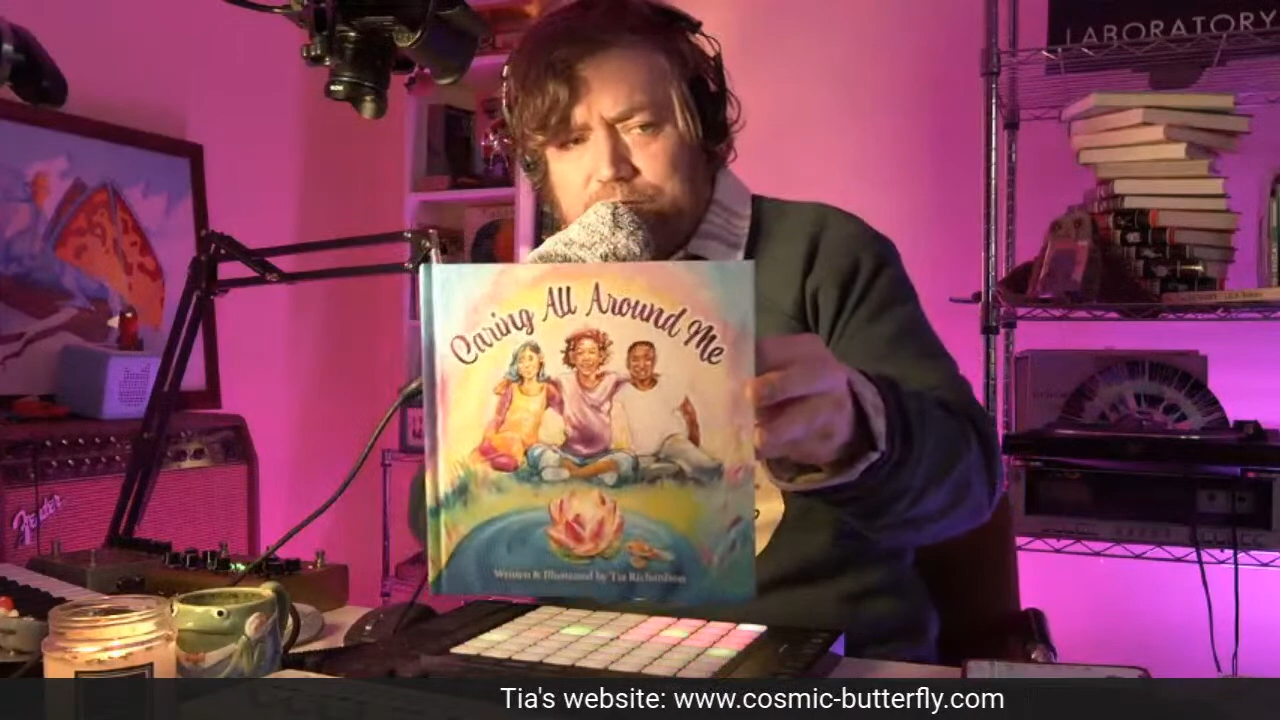 LABORATORY
Caring All Around Me
Fender
Written & Illustrated by Tia Richardson
Tia's website: www.cosmic-butterfly.com